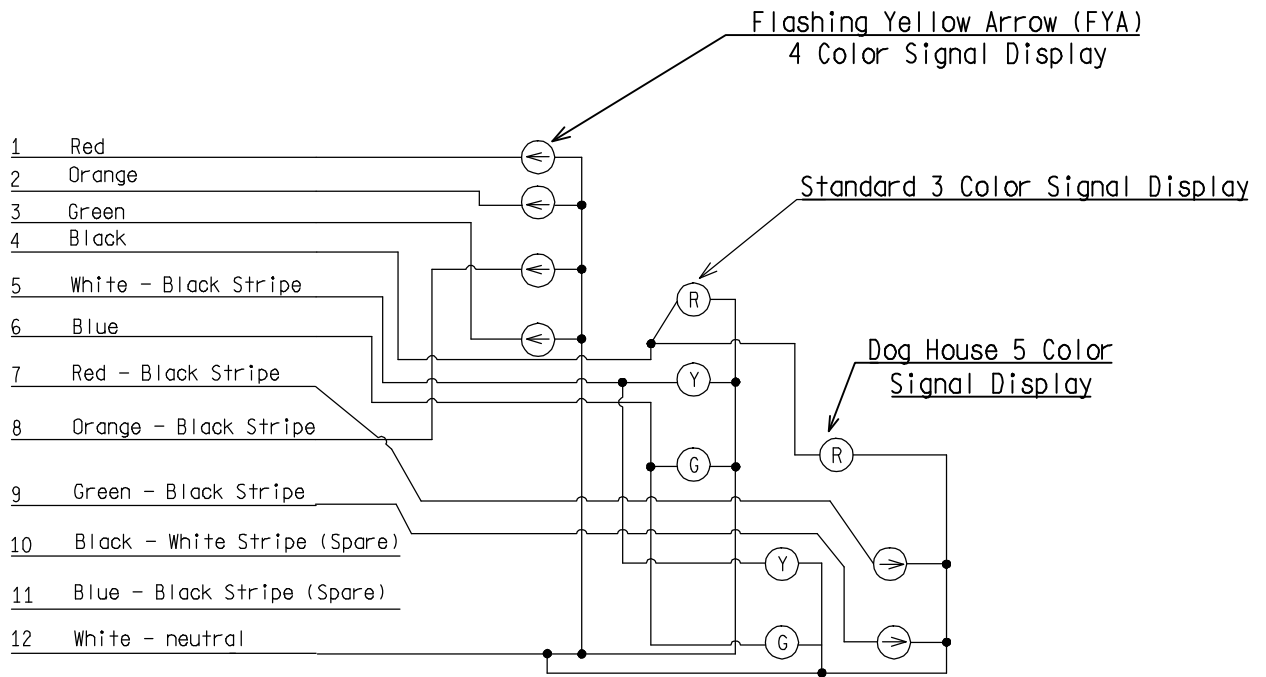 Flashing Yellow Arrow (FYA)
4 Color Signal Display
1 Red
2 Orange
3 Green
4 Black
Standard 3 Color Signal Display
5 White - Black Stripe
R
6 Blue
Dog House 5 Color
Signal Display
7 Red - Black Stripe
Y
8 Orange - Black Stripe
R
G
9 Green - Black Stripe
10 Black - White Stripe (Spare)
Y
11 Blue - Black Stripe (Spare)
12 White - neutral
G